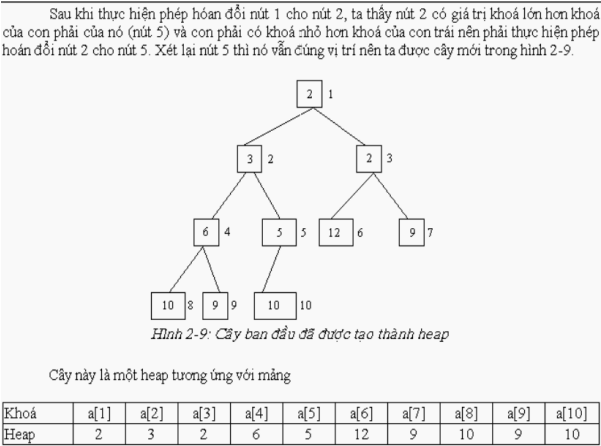 Sau khi thực hiện phép hóan đổi nút 1 cho nút 2, ta thấy nút 2 có giá trị khoá lớn hơn khoá
của con phải của nó (nút 5) và con phải có khoá nhỏ hơn khoá của con trái nên phải thực hiện phép
hoán đổi nút 2 cho nút 5. Xét lại nút 5 thì nó vẫn đúng vị trí nên ta được cây mới trong hình 2-9.
2 1
3 2 2 3
6 4 5 5 12 6 9 7
10 8 9 9 10 10
Hình 2-9: Cây ban đầu đã được tạo thành heap
Cây này là một heap tương ứng với mảng
Khoá a[1] a[2] a[3] a[4] a[5] a[6] a[7] a[8] a[9] a[10]
Heap 2 3 2 6 5 12 9 10 9 10